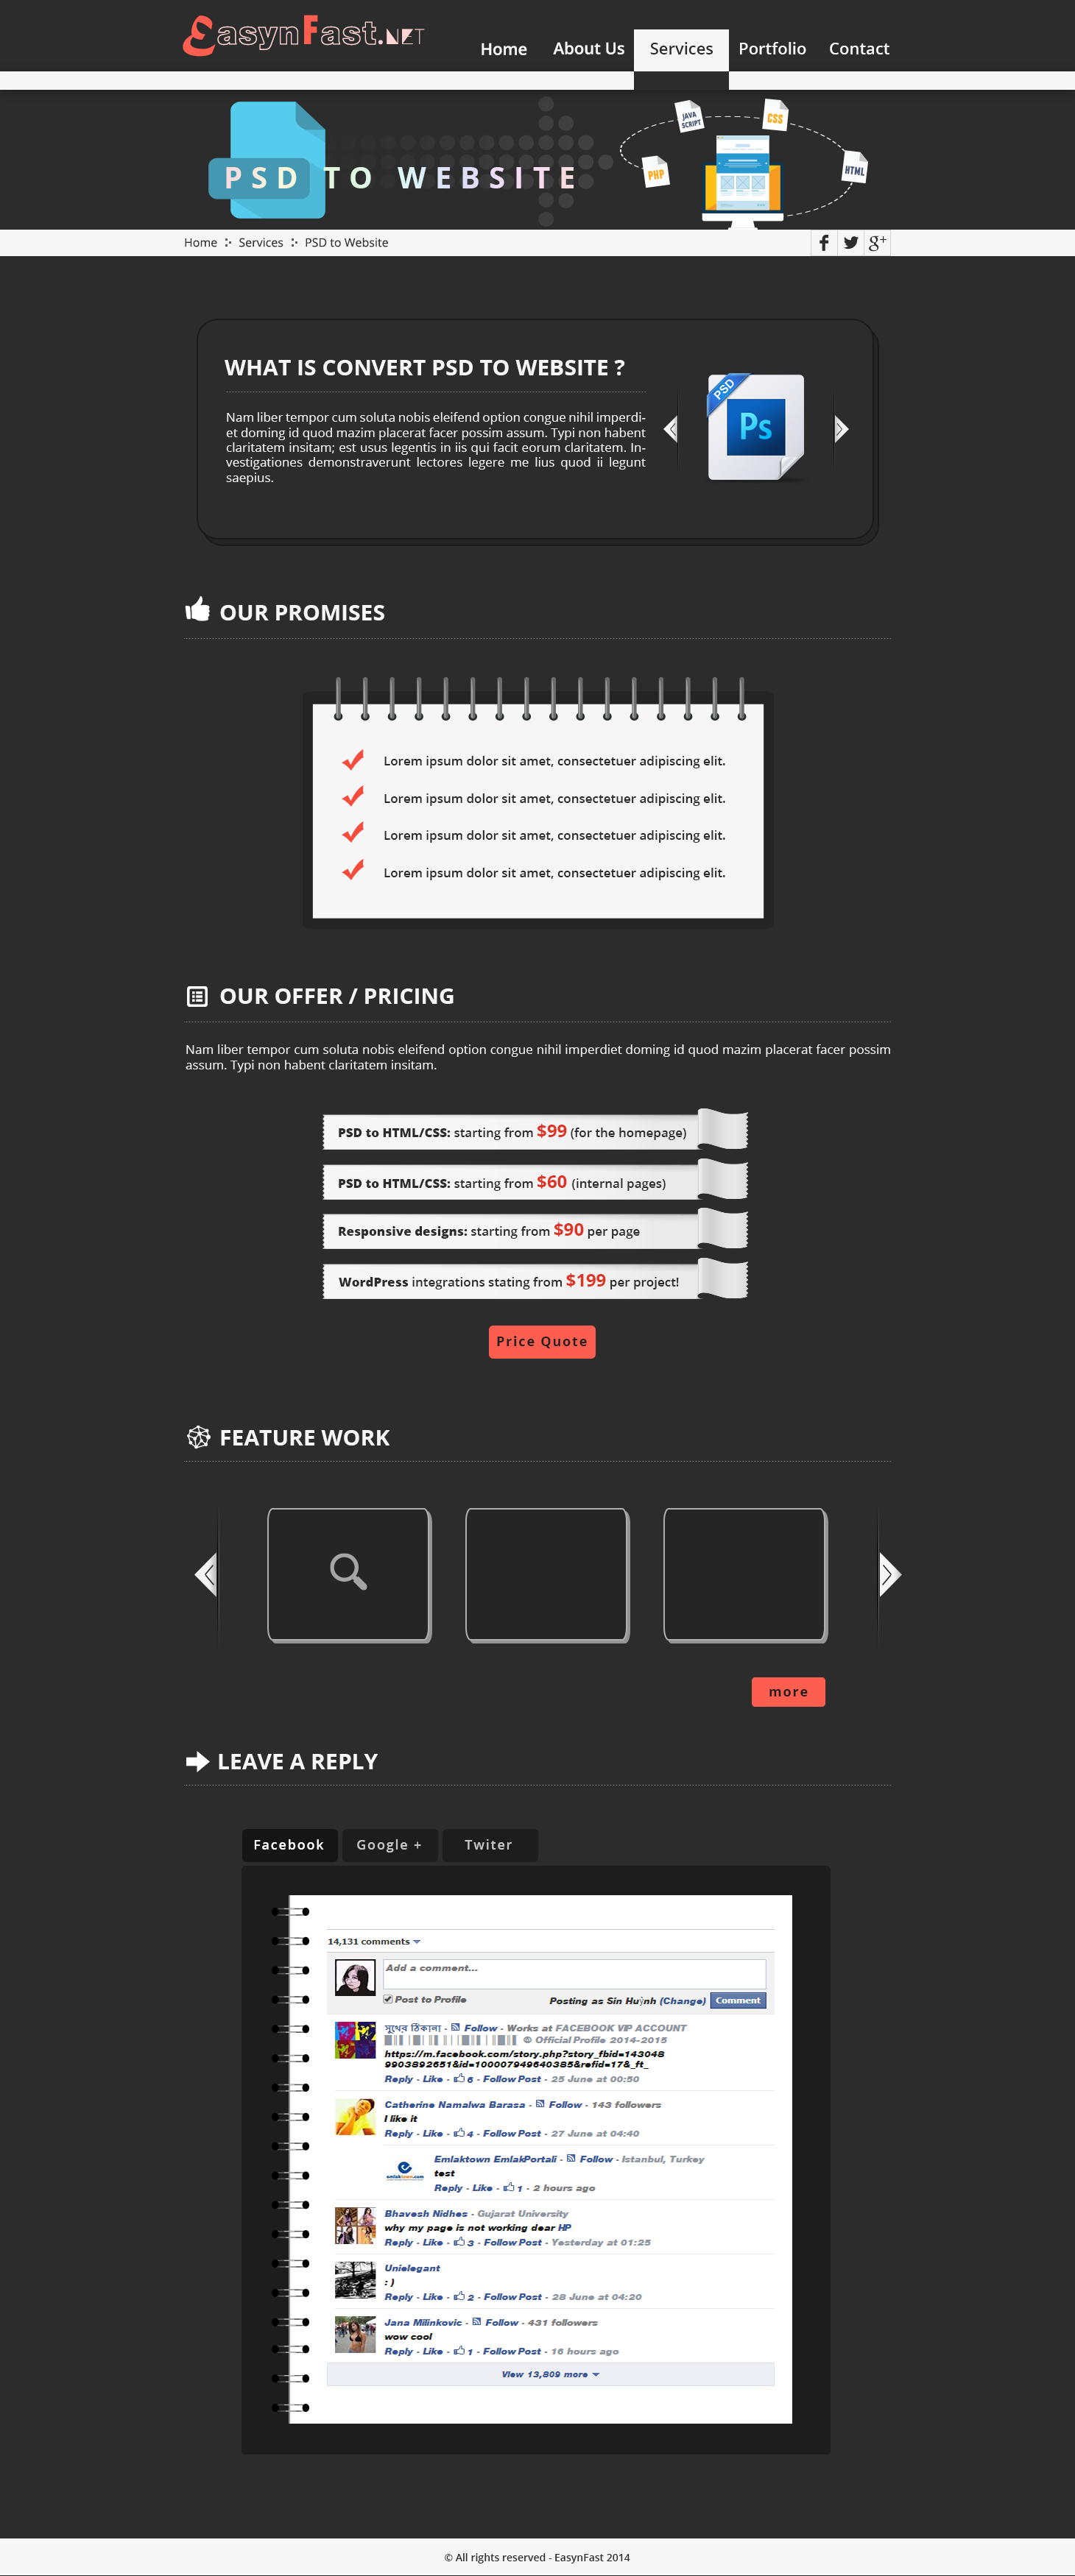 EasynFast.NET
Home About Us Services Portfolio Contact
JAVA
SCRIPT
CSS
PHP
HTML
PSD TO WEBSITE
Home Services PSD to Website
f g+
WHAT IS CONVERT PSD TO WEBSITE ?
Nam liber tempor cum soluta nobis eleifend option congue nihil imperdi-
et doming id quod mazim placerat facer possim assum. Typi non habent
claritatem insitam; est usus legentis in iis qui facit eorum claritatem. In-
vestigationes demonstraverunt lectores legere me lius quod ii legunt
saepius.
PSD
Ps
OUR PROMISES
Lorem ipsum dolor sit amet, consectetuer adipiscing elit.
Lorem ipsum dolor sit amet, consectetuer adipiscing elit.
Lorem ipsum dolor sit amet, consectetuer adipiscing elit.
Lorem ipsum dolor sit amet, consectetuer adipiscing elit.
OUR OFFER / PRICING
Nam liber tempor cum soluta nobis eleifend option congue nihil imperdiet doming id quod mazim placerat facer possim
assum. Typi non habent claritatem insitam.
PSD to HTML/CSS: starting from $99 (for the homepage)
PSD to HTML/CSS: starting from $60 (internal pages)
Responsive designs: starting from $90 per page
WordPress integrations stating from $199 per project!
Price Quote
FEATURE WORK
more
LEAVE A REPLY
Facebook Google + Twiter
14,131 comments
Add a comment...
Post to Profile Posting as Sin Huỳnh (Change) Comment
সুখের ঠিকানা - Follow - Works at FACEBOOK VIP ACCOUNT
© Official Profile 2014-2015
https://m.facebook.com/story.php?story_fbid=143048
9903892651&id=100007949640385&refid=17&_ft_
Reply - Like - 6 - Follow Post - 25 June at 00:50
Catherine Namalwa Barasa - Follow - 143 followers
I like it
Reply - Like - 4 - Follow Post - 27 June at 04:40
Emlaktown EmlakPortali - Follow - Istanbul, Turkey
emlaktown.com
test
Reply - Like - 1 - 2 hours ago
Bhavesh Nidhes - Gujarat University
why my page is not working dear HP
Reply - Like - 3 - Follow Post - Yesterday at 01:25
Unielegant
: )
Reply - Like - 2 - Follow Post - 28 June at 04:20
Jana Milinkovic - Follow - 431 followers
wow cool
Reply - Like - 1 - Follow Post - 16 hours ago
View 13,809 more
© All rights reserved - EasynFast 2014